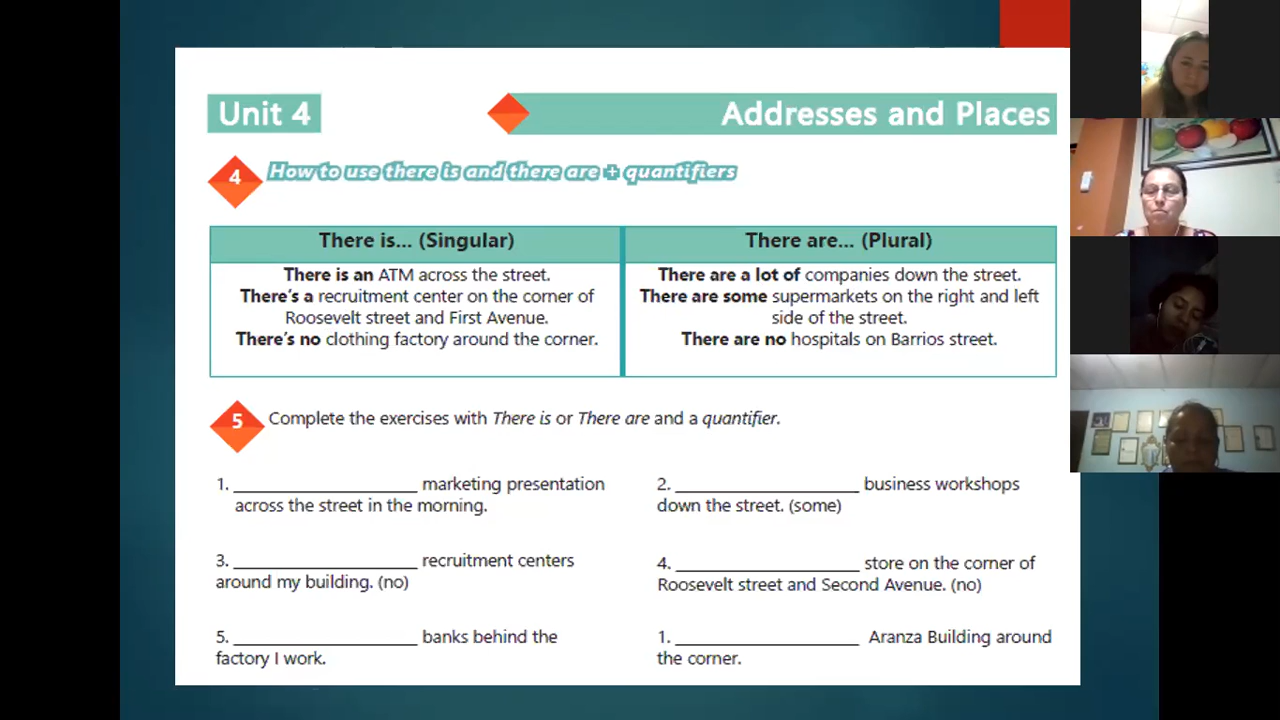 Unit 4
Addresses and Places
4
How to use there is and there are + quantifiers
There is... (Singular)
There are... (Plural)
There is an ATM across the street.
There's a recruitment center on the corner of
Roosevelt street and First Avenue.
There's no clothing factory around the corner.
There are a lot of companies down the street.
There are some supermarkets on the right and left
side of the street.
There are no hospitals on Barrios street.
5
Complete the exercises with There is or There are and a quantifier.
1. __________________ marketing presentation
across the street in the morning.
2. __________________ business workshops
down the street. (some)
3. __________________ recruitment centers
around my building. (no)
4. __________________ store on the corner of
Roosevelt street and Second Avenue. (no)
5. __________________ banks behind the
factory I work.
1. __________________ Aranza Building around
the corner.